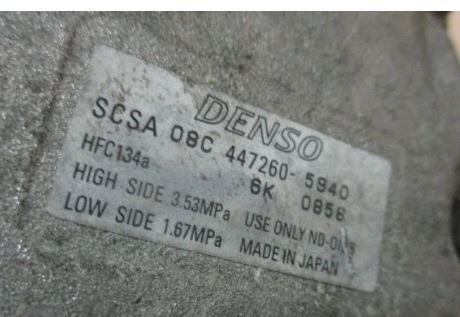 DENSO
SCSA 08C 447260-5940
HFC134a 6K 0856
HIGH SIDE 3.53MPa USE ONLY ND-OIL8
LOW SIDE 1.67MPa MADE IN JAPAN